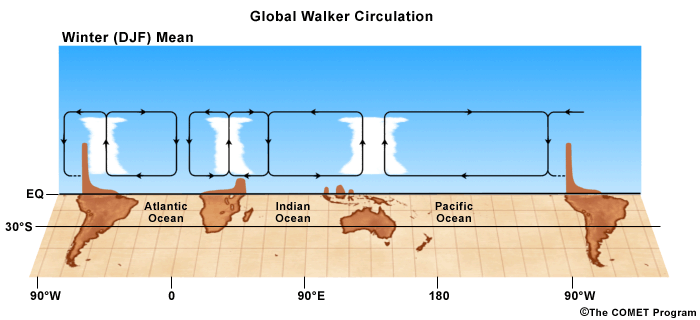 Global Walker Circulation
Winter (DJF) Mean
EQ
Atlantic
Ocean
Indian
Ocean
Pacific
Ocean
30°S
90°W
0
90°E
180
90°W
©The COMET Program